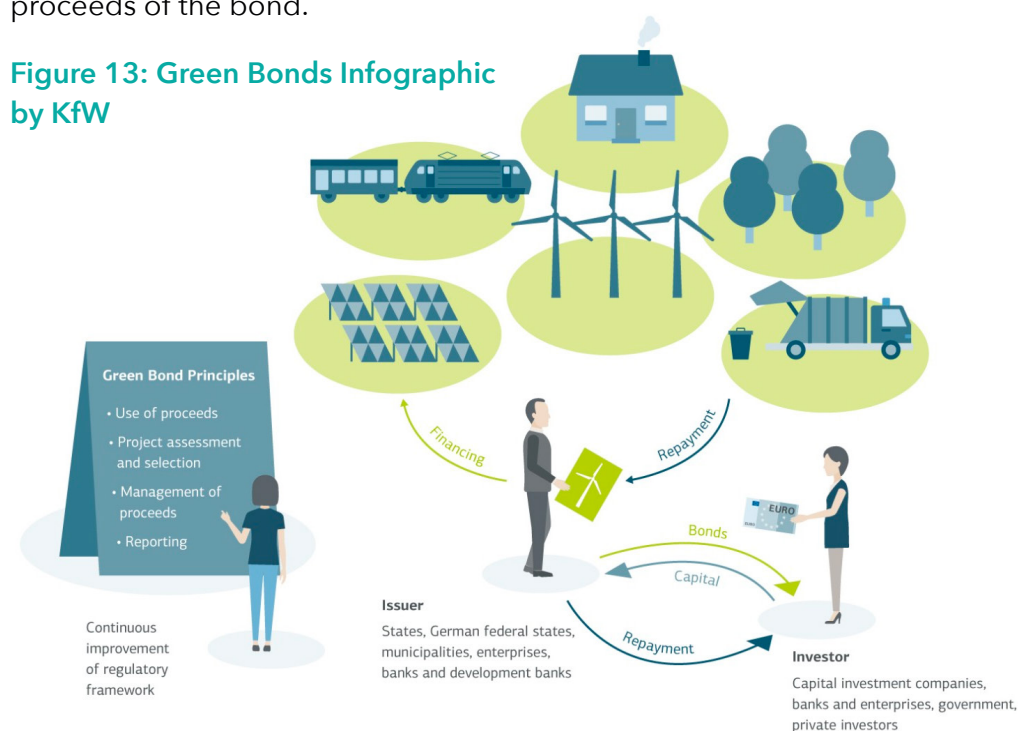 proceeds of the bond.
Figure 13: Green Bonds Infographic
by KfW
Green Bond Principles
• Use of proceeds
• Project assessment
and selection
• Management of
proceeds
• Reporting
Continuous
improvement
of regulatory
framework
Financing
Repayment
EURO
EURO
Bonds
Capital
Repayment
Issuer
States, German federal states,
municipalities, enterprises,
banks and development banks
Investor
Capital investment companies,
banks and enterprises, government,
private investors